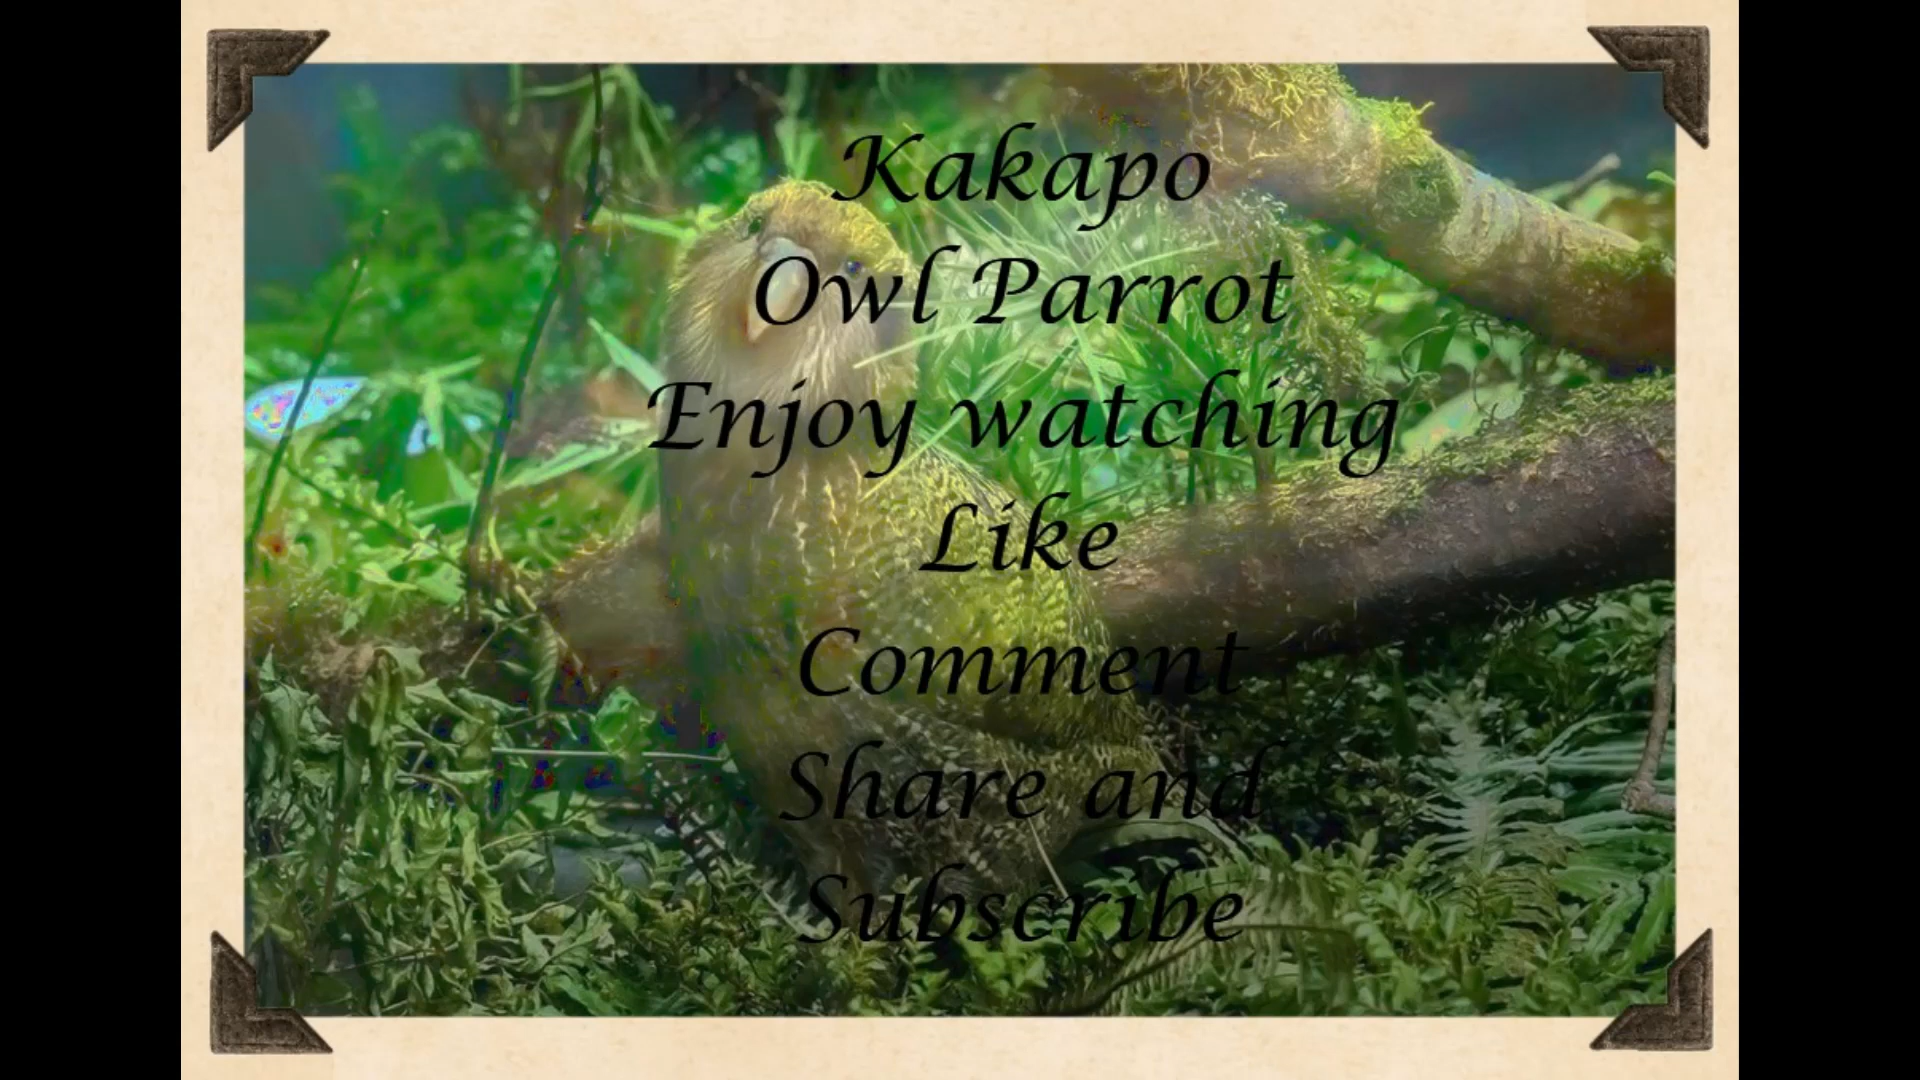 Kakapo
Owl Parrot
Enjoy watching
Like
Comment
Share and
Subscribe